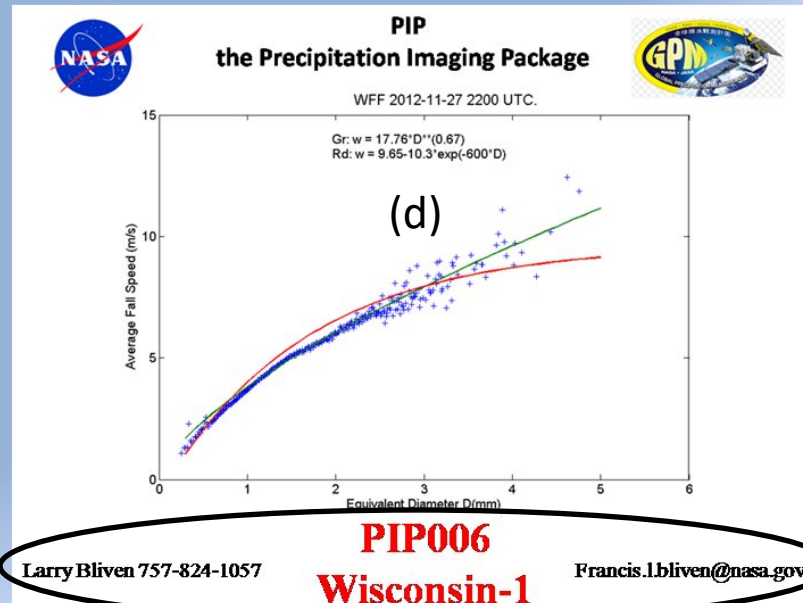 PIP
the Precipitation Imaging Package
NASA
GPM
NASA • JAXA
WFF 2012-11-27 2200 UTC.
Gr: w = 17.76*D**(0.67)
Rd: w = 9.65-10.3*exp(-600*D)
(d)
Average Fall Speed (m/s)
15
10
5
0
0 1 2 3 4 5 6
Equivalent Diameter D(mm)
PIP006
Larry Bliven 757-824-1057
Francis.l.bliven@nasa.gov
Wisconsin-1